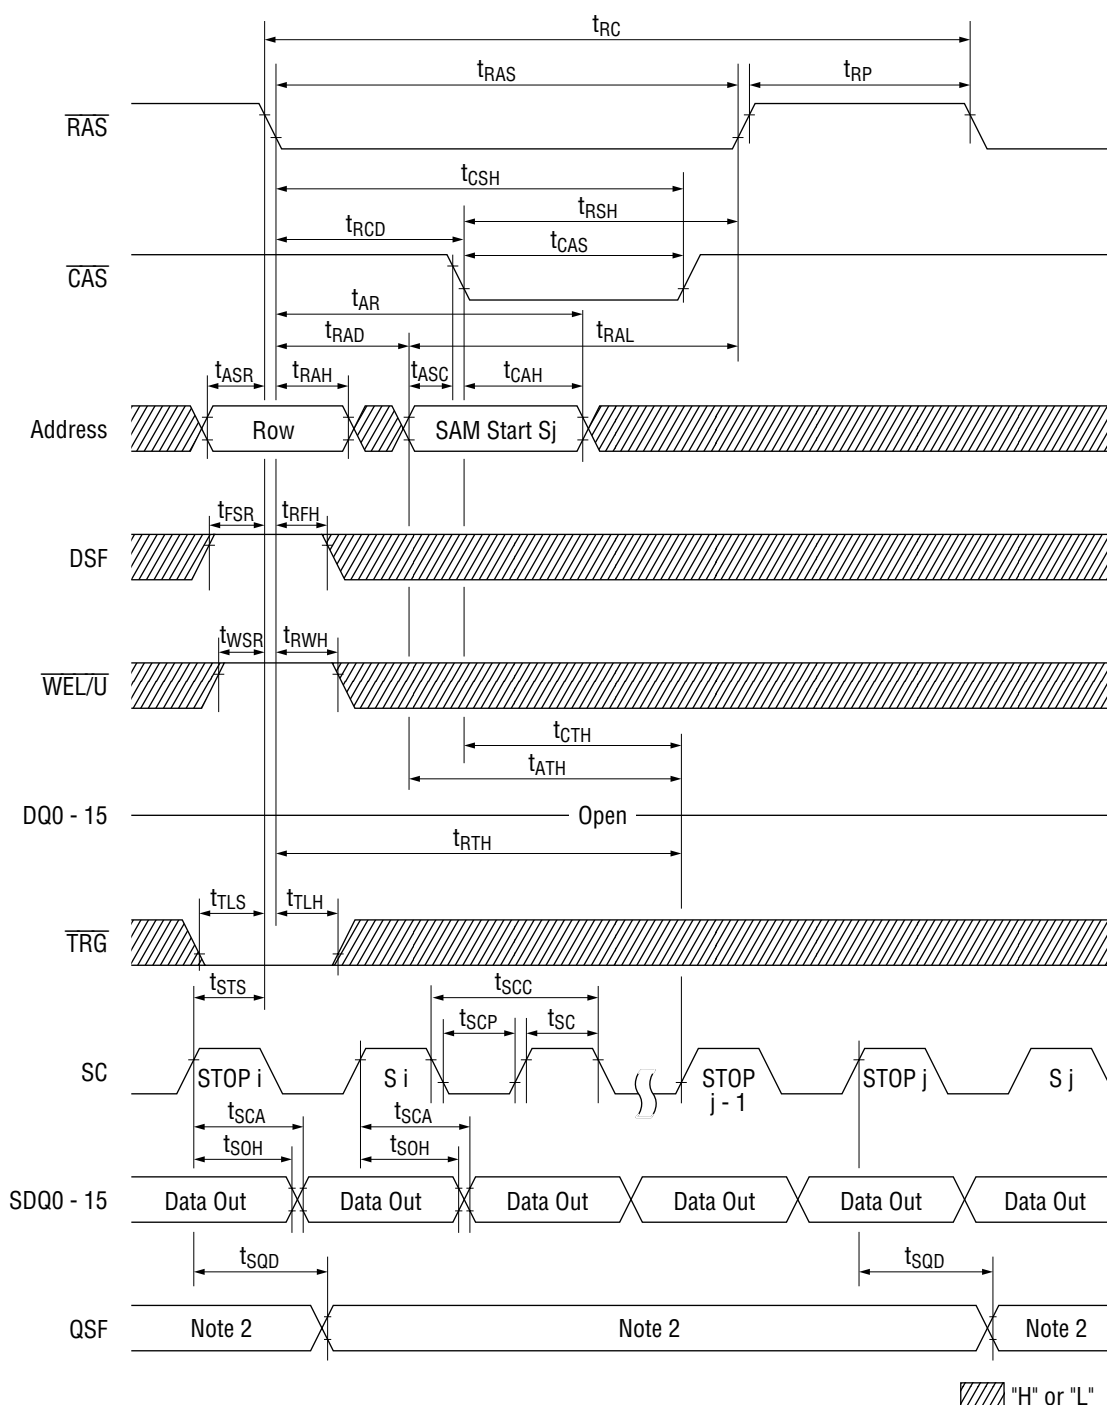 tRC
tRAS tRP
RAS
tCSH
tRSH
tRCD
tCAS
CAS
tAR
tRAD tRAL
tASR tRAH tASC tCAH
Address Row SAM Start Sj
tFSR tRFH
DSF
tWSR tRWH
WEL/U
tCTH
tATH
DQ0 - 15 Open
tRTH
tTLS tTLH
TRG
tSTS tSCC
tSCP tSC
SC STOP i S i STOP j - 1 STOP j S j
tSCA tSCA
tSOH tSOH
SDQ0 - 15 Data Out Data Out Data Out Data Out Data Out Data Out
tSQD tSQD
QSF Note 2 Note 2 Note 2
"H" or "L"